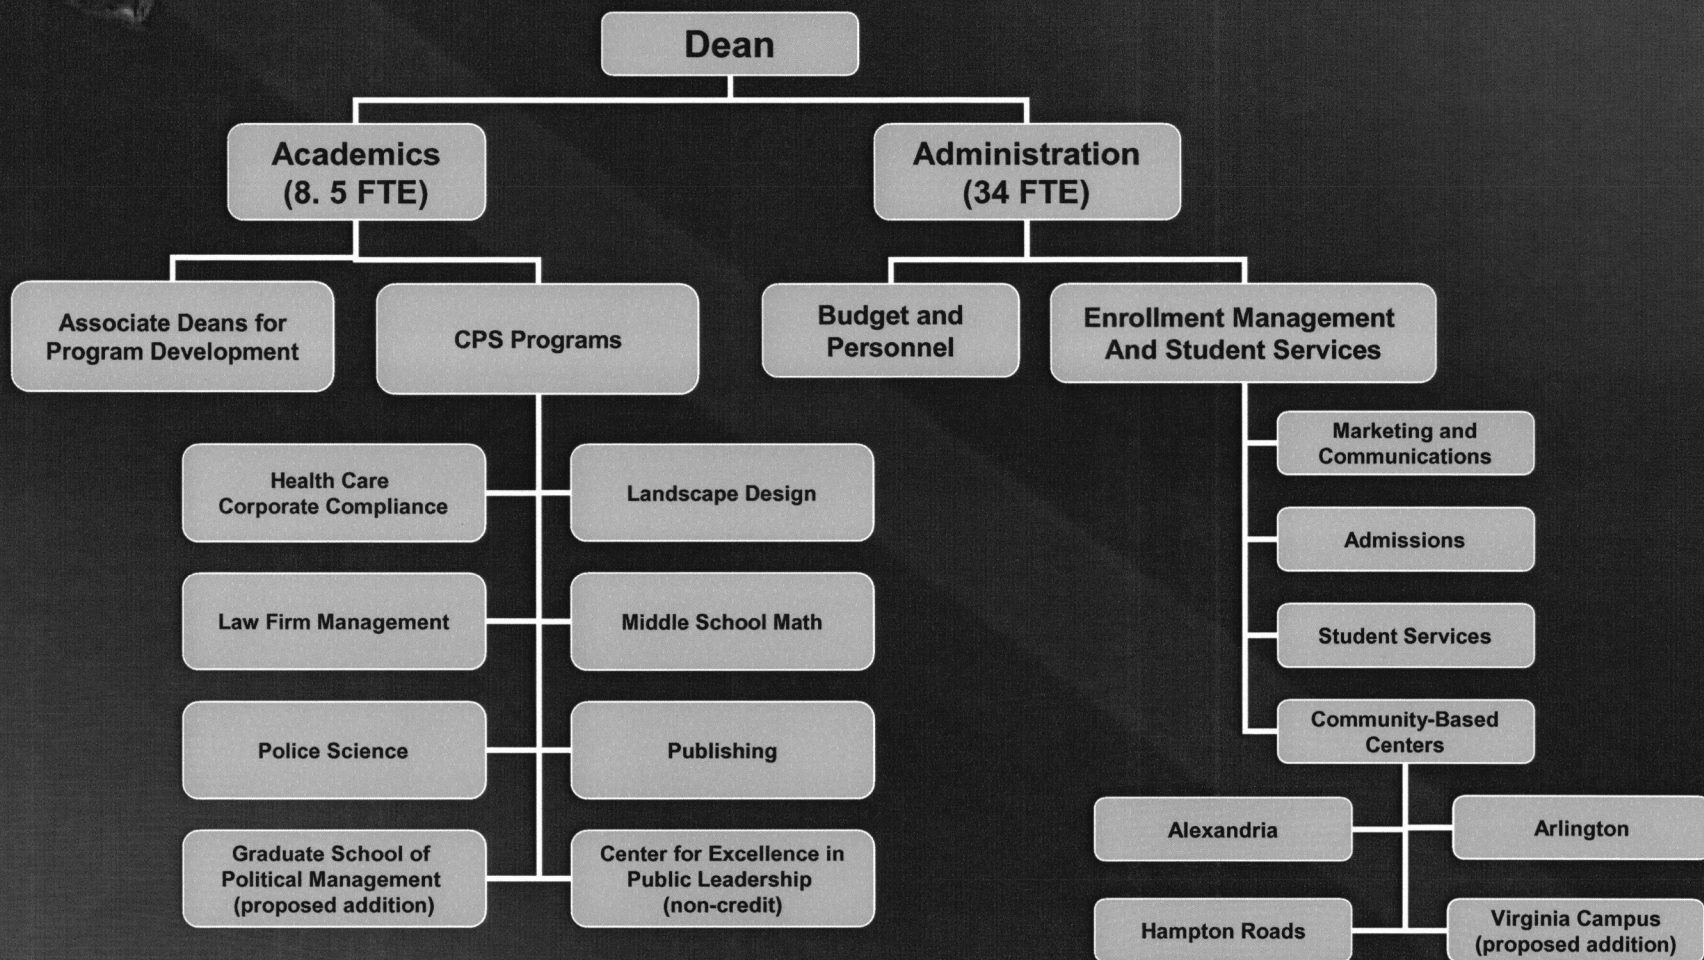 Dean
Academics
(8. 5 FTE)
Administration
(34 FTE)
Associate Deans for
Program Development
CPS Programs
Budget and
Personnel
Enrollment Management
And Student Services
Health Care
Corporate Compliance
Landscape Design
Law Firm Management
Middle School Math
Police Science
Publishing
Graduate School of
Political Management
(proposed addition)
Center for Excellence in
Public Leadership
(non-credit)
Marketing and
Communications
Admissions
Student Services
Community-Based
Centers
Alexandria
Arlington
Hampton Roads
Virginia Campus
(proposed addition)